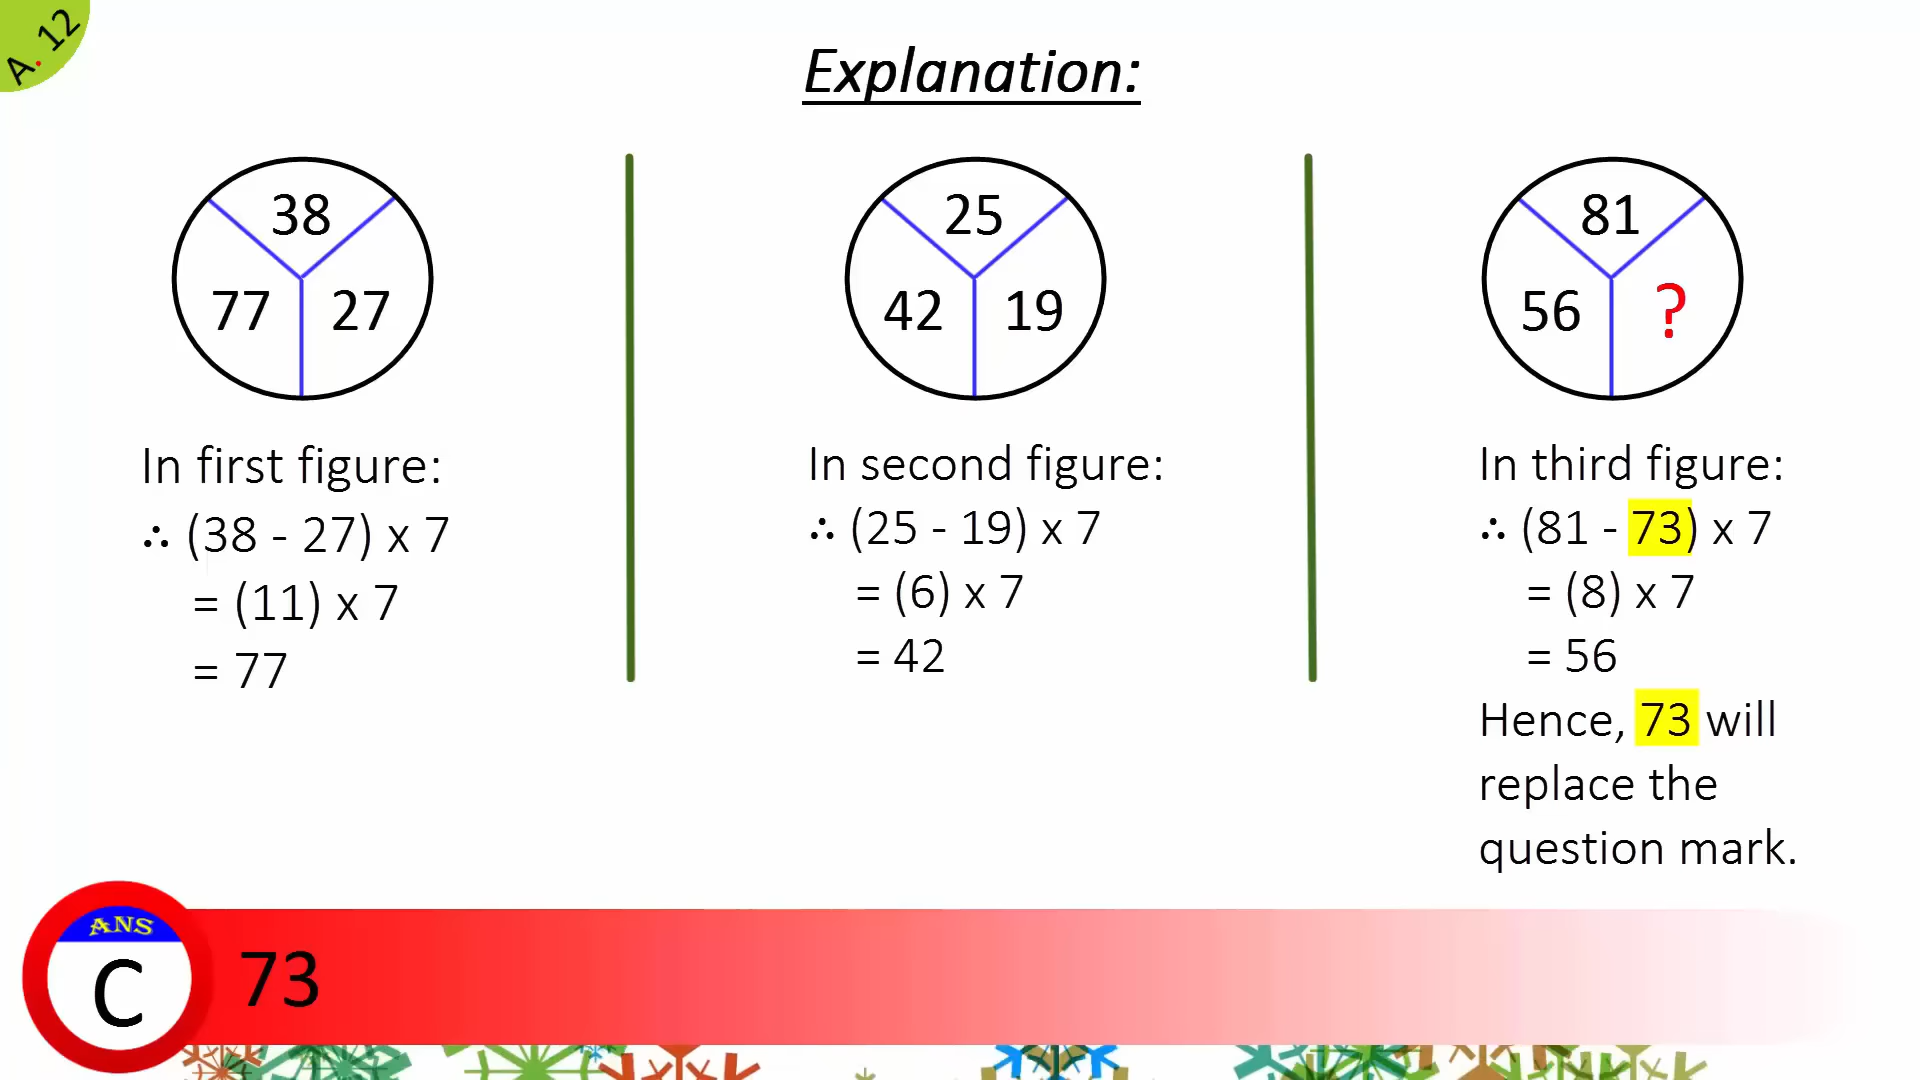 A. 12
Explanation:
38
77 27
25
42 19
81
56 ?
In first figure:
∴ (38 - 27) x 7
= (11) x 7
= 77
In second figure:
∴ (25 - 19) x 7
= (6) x 7
= 42
In third figure:
∴ (81 - 73) x 7
= (8) x 7
= 56
Hence, 73 will
replace the
question mark.
ANS
C 73